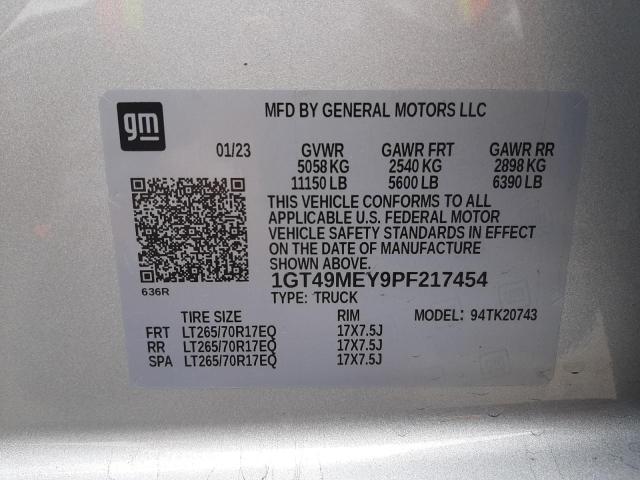 gm
MFD BY GENERAL MOTORS LLC
01/23 GVWR GAWR FRT GAWR RR
5058 KG 2540 KG 2898 KG
11150 LB 5600 LB 6390 LB
THIS VEHICLE CONFORMS TO ALL
APPLICABLE U.S. FEDERAL MOTOR
VEHICLE SAFETY STANDARDS IN EFFECT
ON THE DATE OF MANUFACTURE
SHOWN ABOVE.
1GT49MEY9PF217454
636R
TYPE: TRUCK
TIRE SIZE RIM MODEL: 94TK20743
FRT LT265/70R17EQ 17X7.5J
RR LT265/70R17EQ 17X7.5J
SPA LT265/70R17EQ 17X7.5J